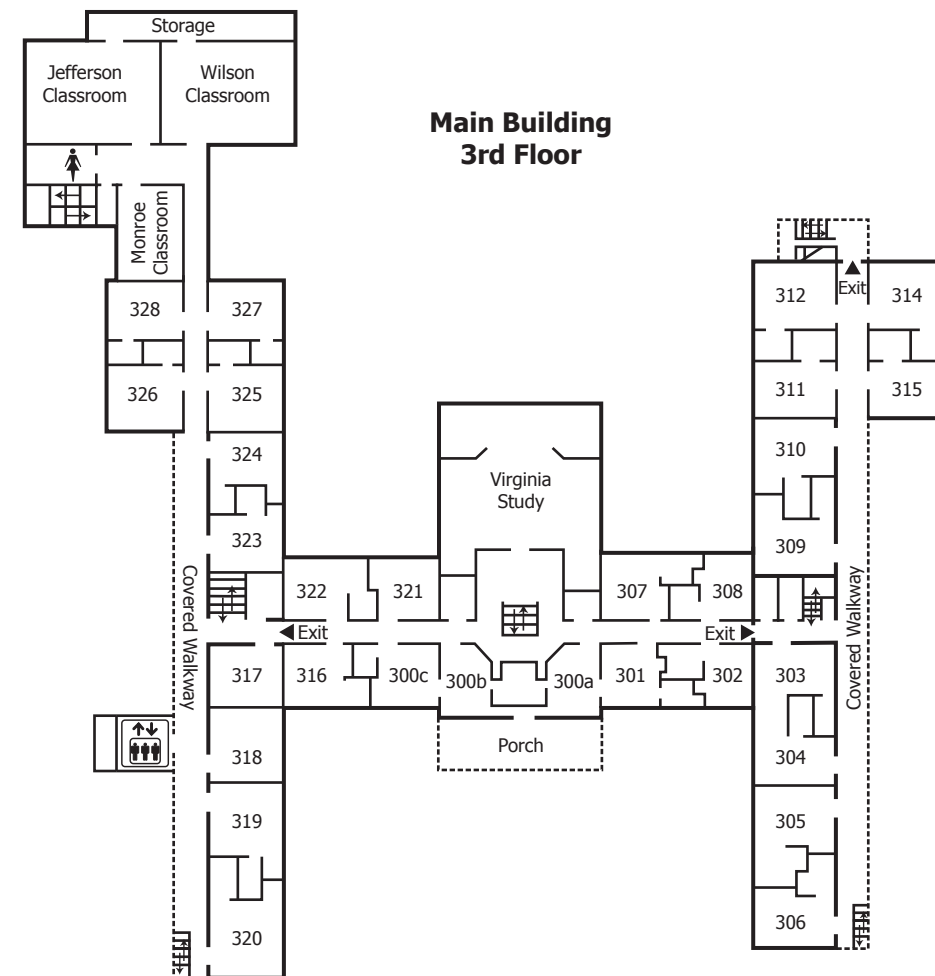 Storage
Jefferson
Classroom
Wilson
Classroom
Main Building
3rd Floor
Monroe
Classroom
328
327
326
325
324
323
312
Exit
314
311
315
310
309
Virginia
Study
Covered Walkway
322
321
307
308
Exit
Exit
317
316
300c
300b
300a
301
302
303
Covered Walkway
318
Porch
304
319
305
320
306